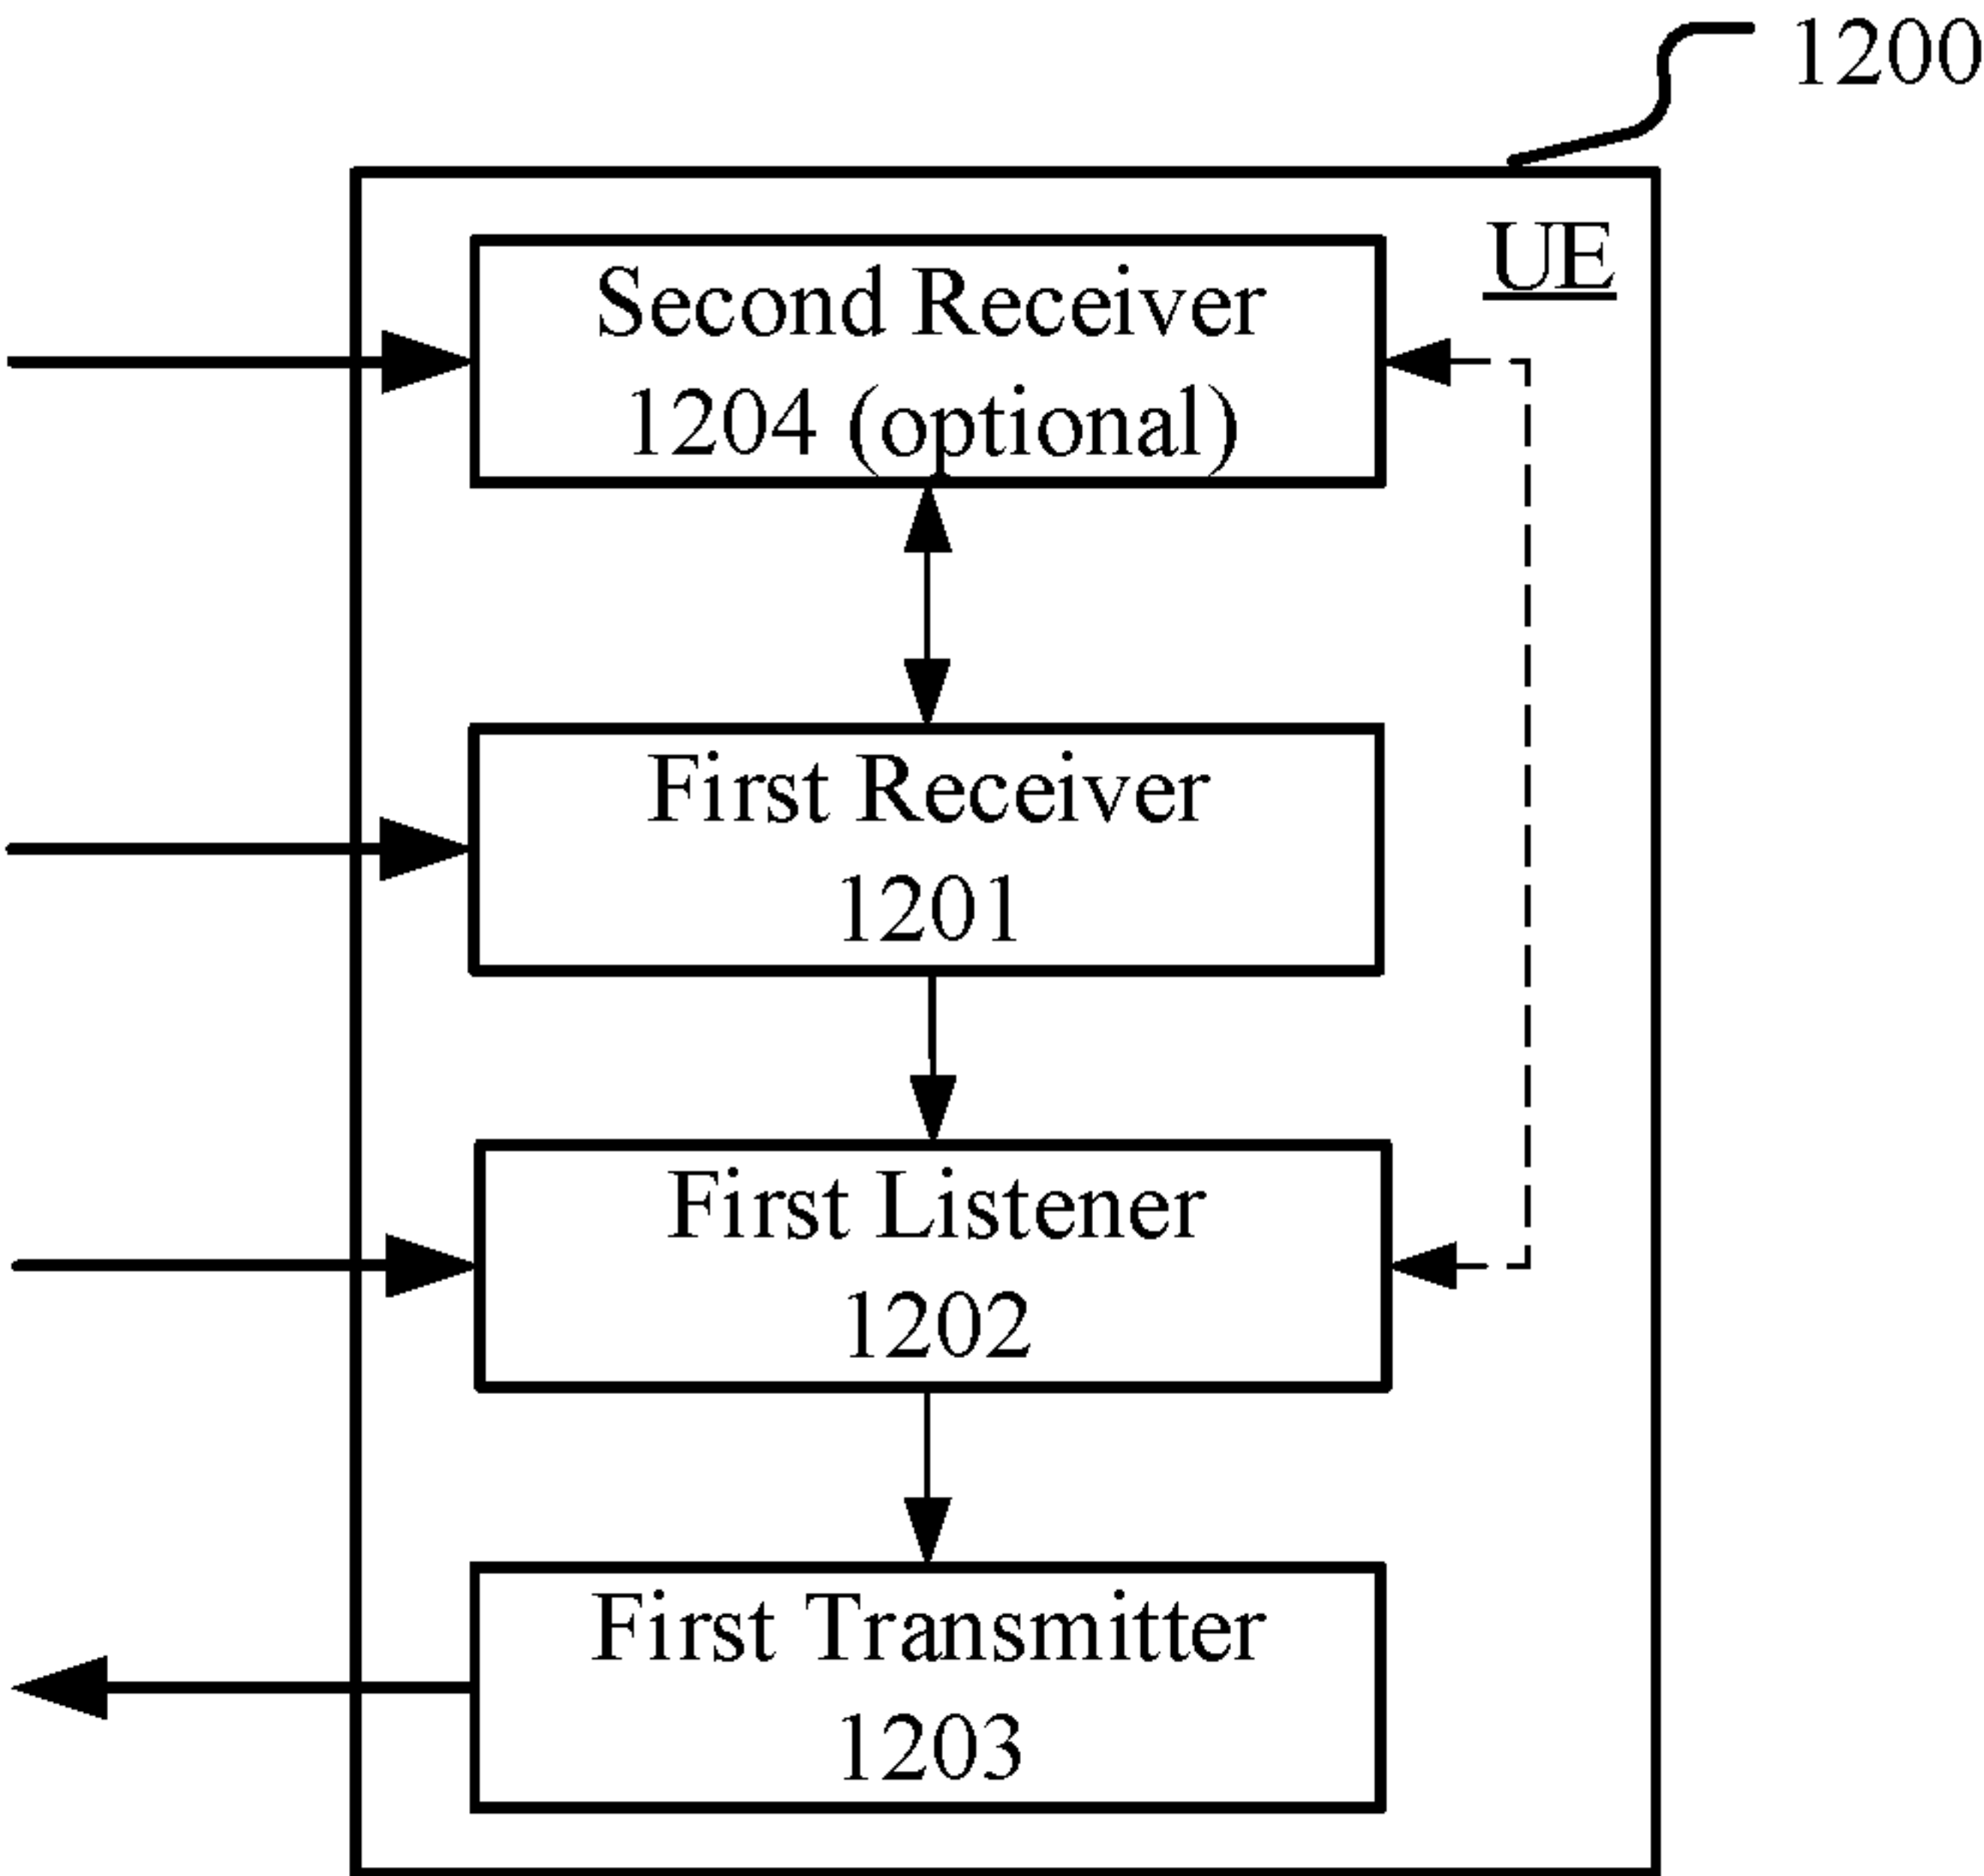 1200
UE
Second Receiver
1204 (optional)
First Receiver
1201
First Listener
1202
First Transmitter
1203